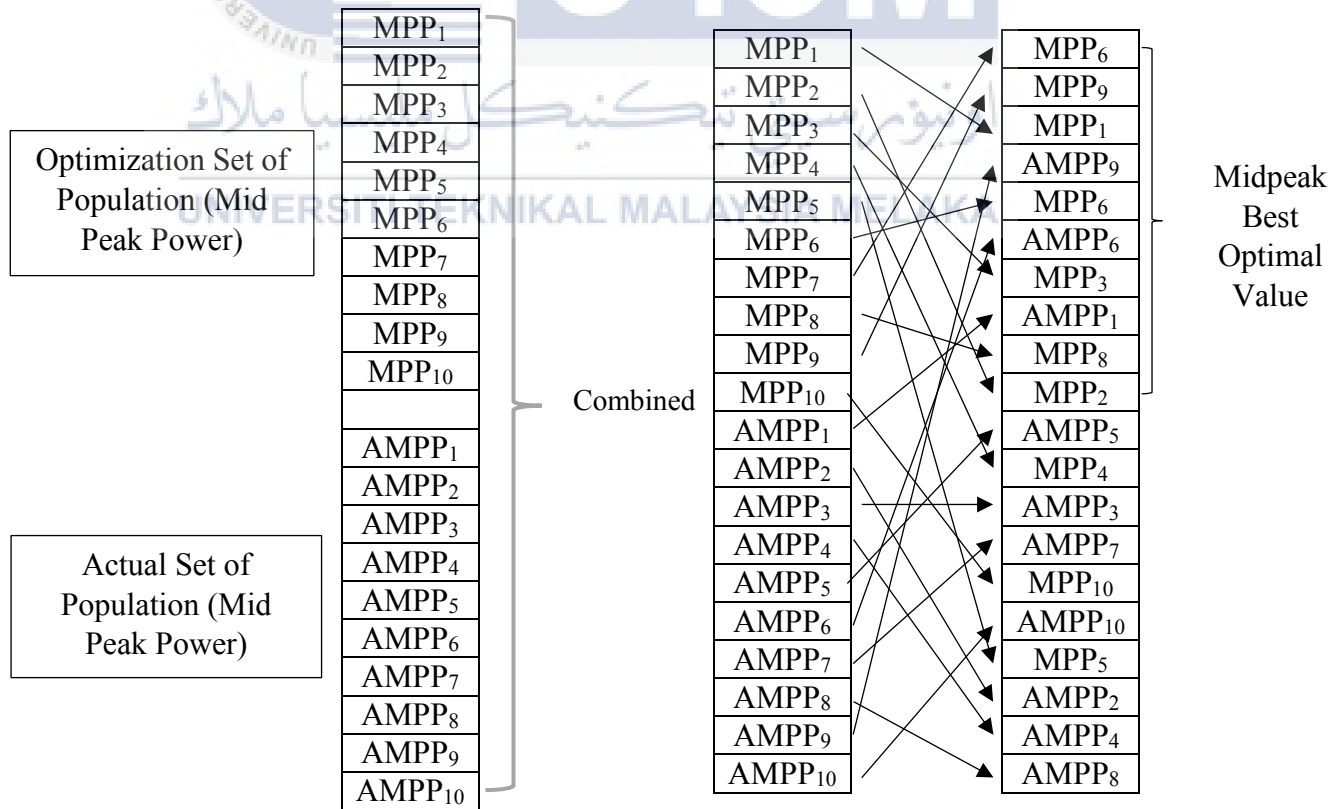 MPP₁
MPP₂
MPP₃
MPP₄
MPP₅
MPP₆
MPP₇
MPP₈
MPP₉
MPP₁₀
AMPP₁
AMPP₂
AMPP₃
AMPP₄
AMPP₅
AMPP₆
AMPP₇
AMPP₈
AMPP₉
AMPP₁₀
Optimization Set of
Population (Mid
Peak Power)
Actual Set of
Population (Mid
Peak Power)
Combined
MPP₁
MPP₂
MPP₃
MPP₄
MPP₅
MPP₆
MPP₇
MPP₈
MPP₉
MPP₁₀
AMPP₁
AMPP₂
AMPP₃
AMPP₄
AMPP₅
AMPP₆
AMPP₇
AMPP₈
AMPP₉
AMPP₁₀
MPP₆
MPP₉
MPP₁
AMPP₉
MPP₆
AMPP₆
MPP₃
AMPP₁
MPP₈
MPP₂
AMPP₅
MPP₄
AMPP₃
AMPP₇
MPP₁₀
AMPP₁₀
MPP₅
AMPP₂
AMPP₄
AMPP₈
Midpeak
Best
Optimal
Value
اونيۏرسيتي تيكنيكل مليسيا ملاك
UNIVERSITI TEKNIKAL MALAYSIA MELAKA